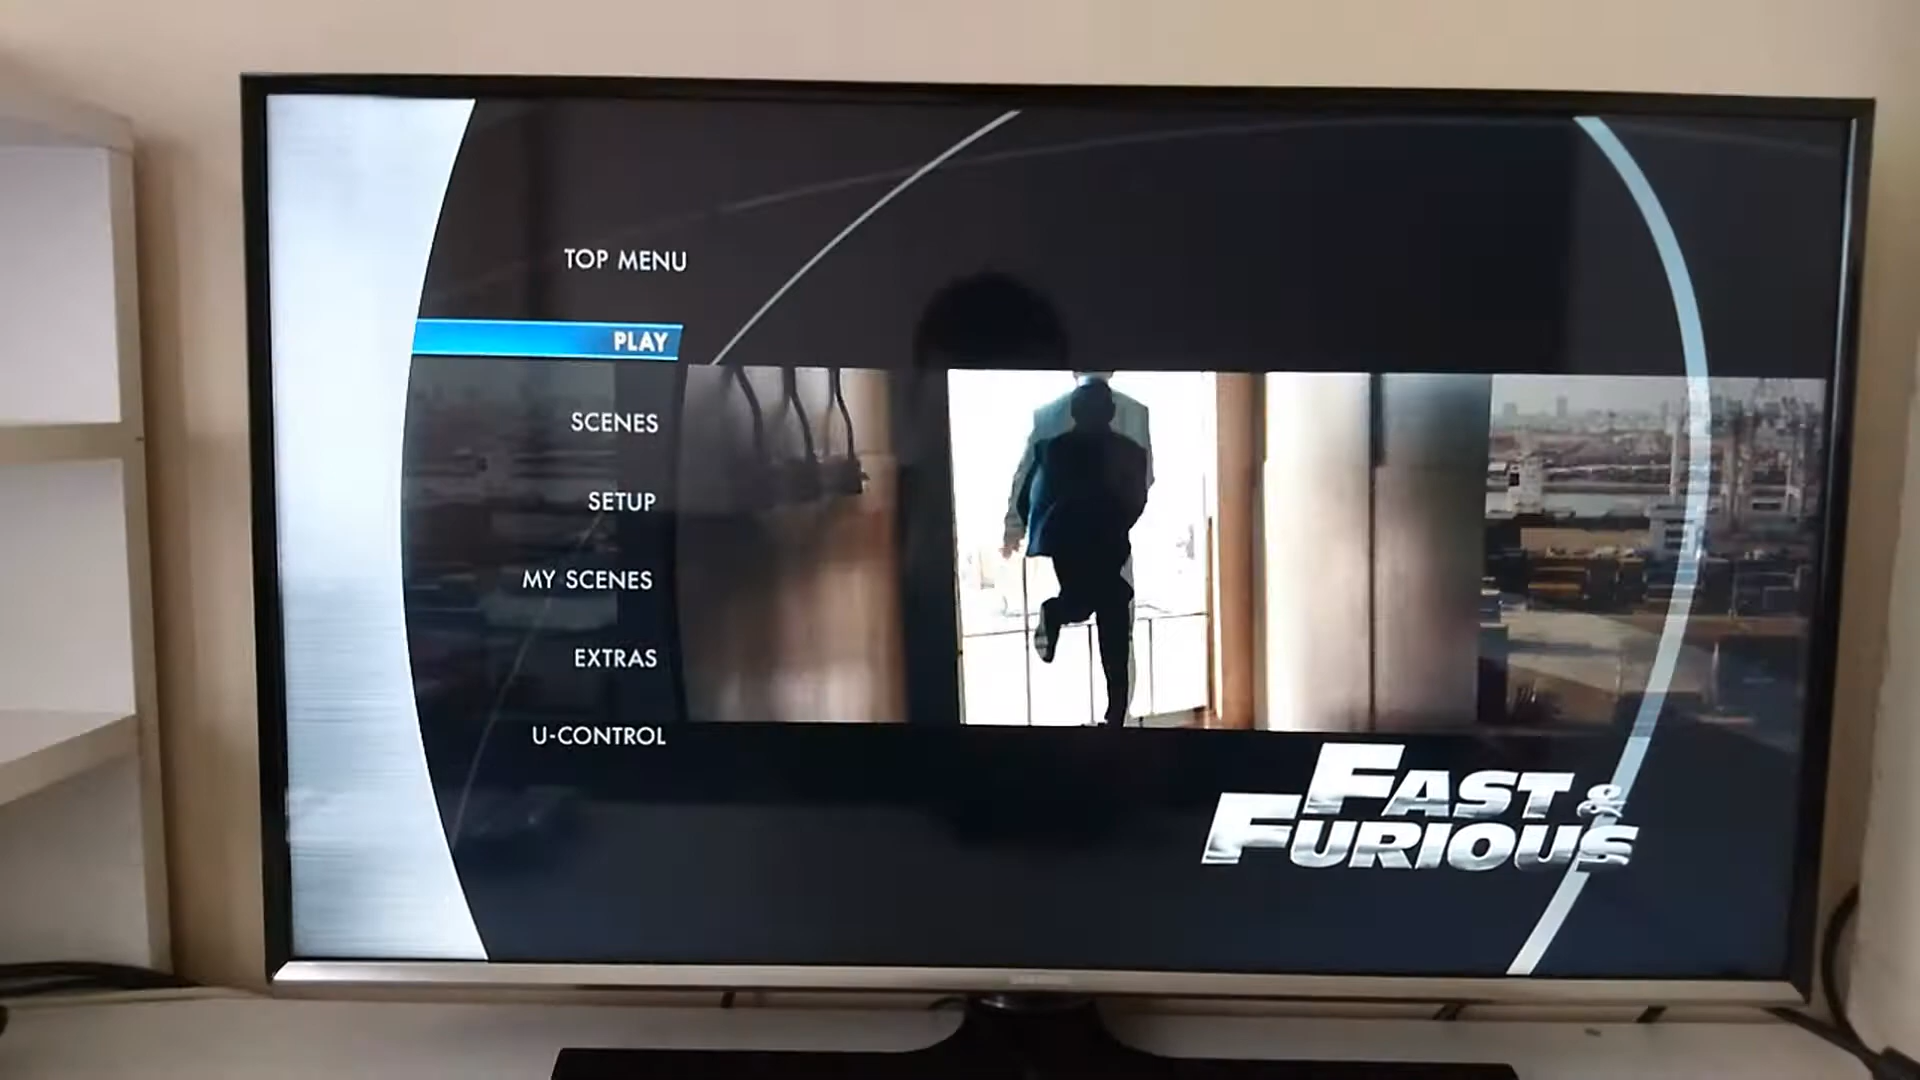 TOP MENU
PLAY
SCENES
SETUP
MY SCENES
EXTRAS
U-CONTROL
FAST &
FURIOUS